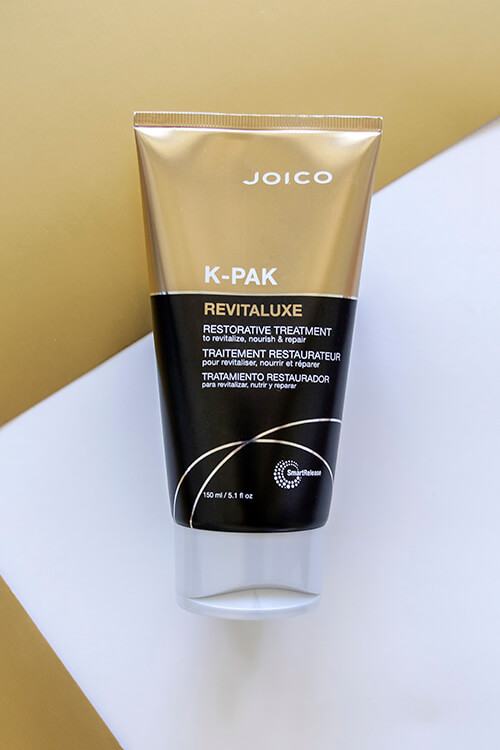 JOICO
K-PAK
REVITALUXE
RESTORATIVE TREATMENT
to revitalize, nourish & repair
TRAITEMENT RESTAURATEUR
pour revitaliser, nourrir et réparer
TRATAMIENTO RESTAURADOR
para revitalizar, nutrir y reparar
SmartRelease
150 ml / 5.1 fl oz